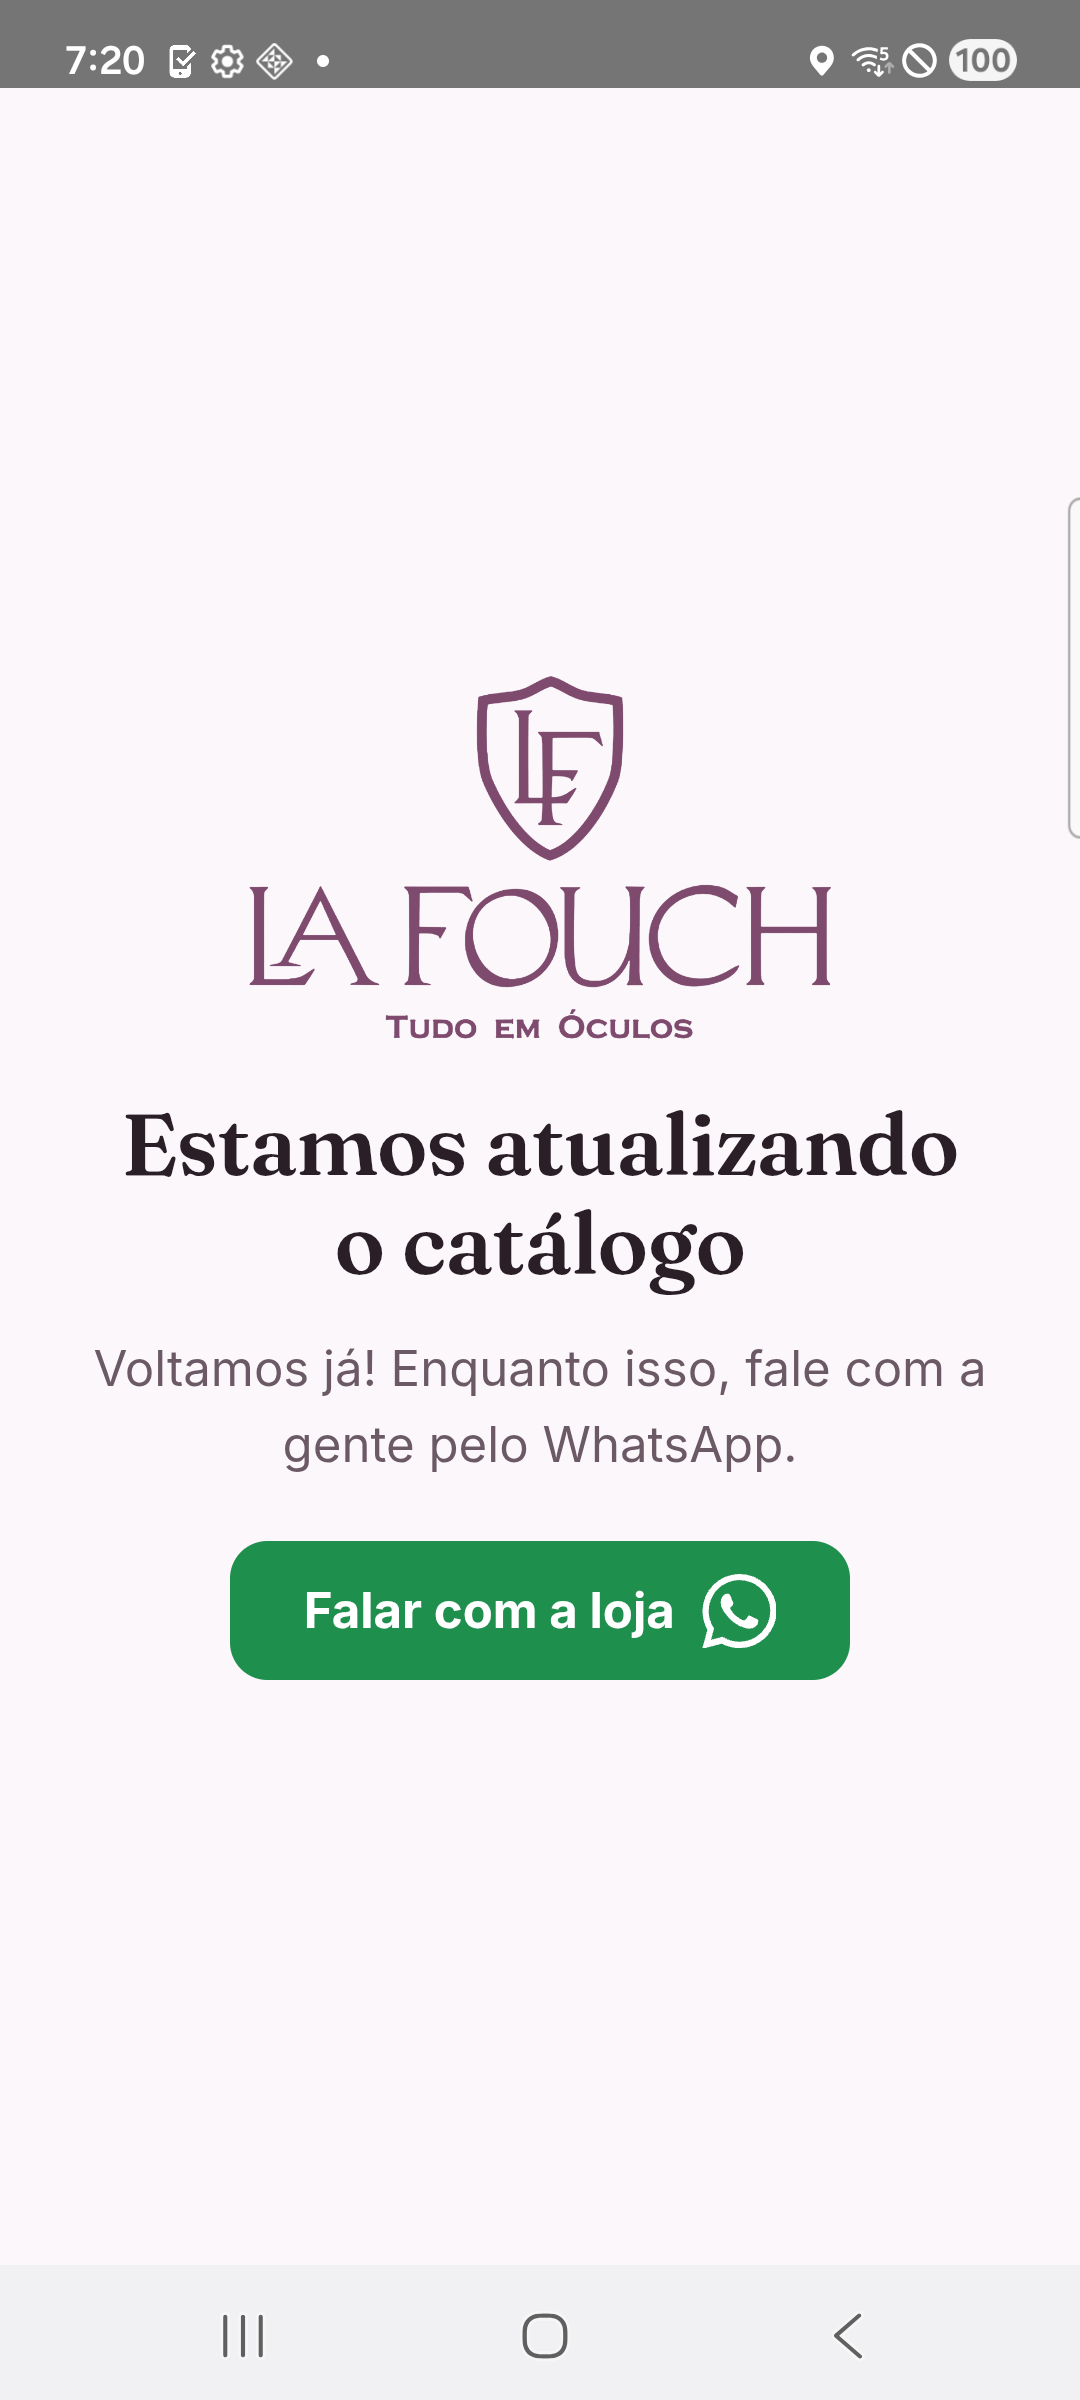 7:20
5
100
LF
LA FOUCH
TUDO EM ÓCULOS
Estamos atualizando
o catálogo
Voltamos já! Enquanto isso, fale com a
gente pelo WhatsApp.
Falar com a loja